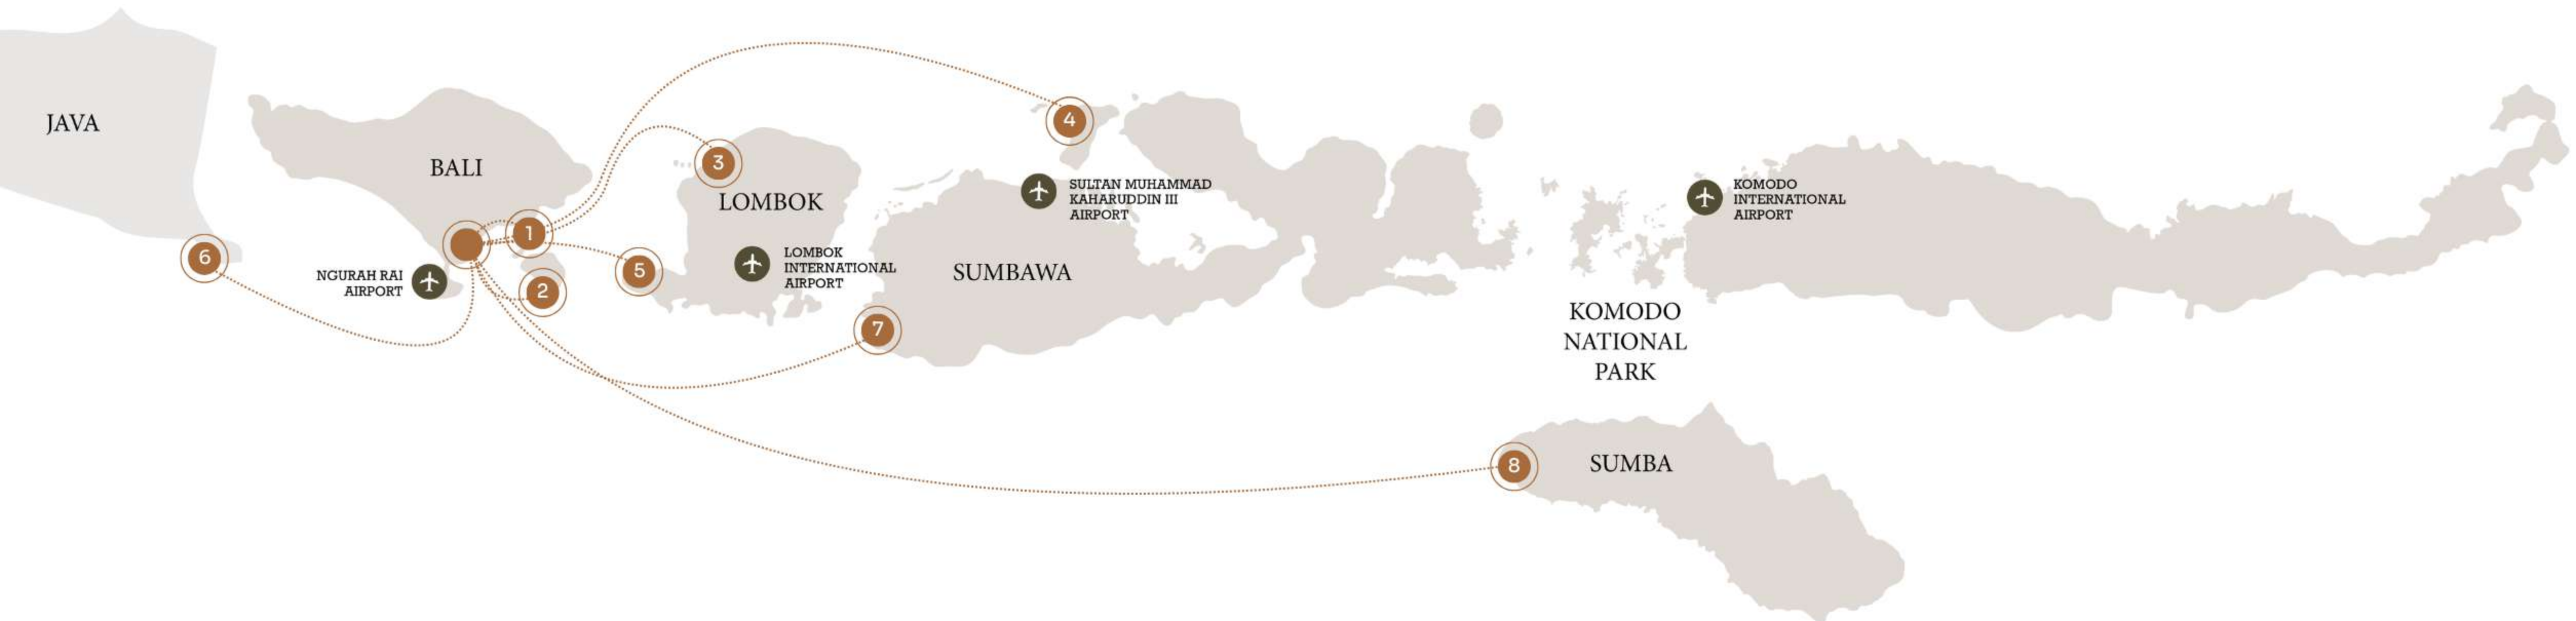 JAVA
BALI
LOMBOK
SUMBAWA
KOMODO
NATIONAL
PARK
SUMBA
NGURAH RAI
AIRPORT
LOMBOK
INTERNATIONAL
AIRPORT
SULTAN MUHAMMAD
KAHARUDDIN III
AIRPORT
KOMODO
INTERNATIONAL
AIRPORT
1
2
3
4
5
6
7
8